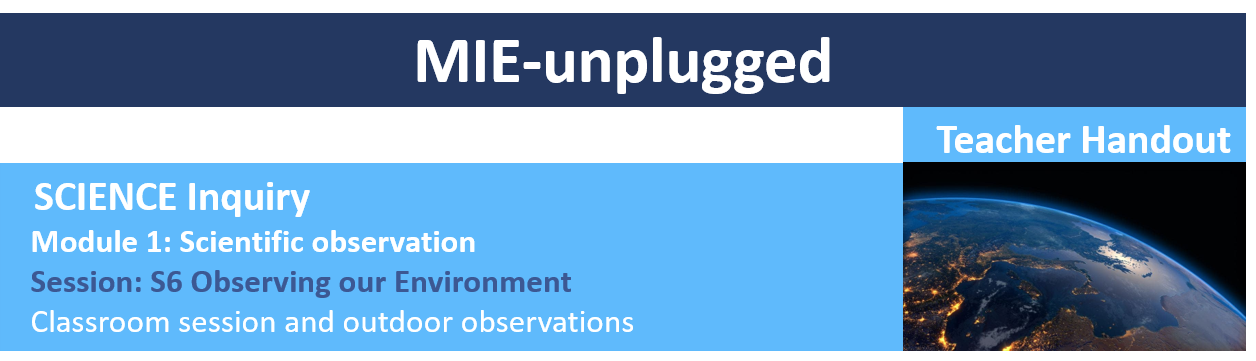 MIE-unplugged
Teacher Handout
SCIENCE Inquiry
Module 1: Scientific observation
Session: S6 Observing our Environment
Classroom session and outdoor observations